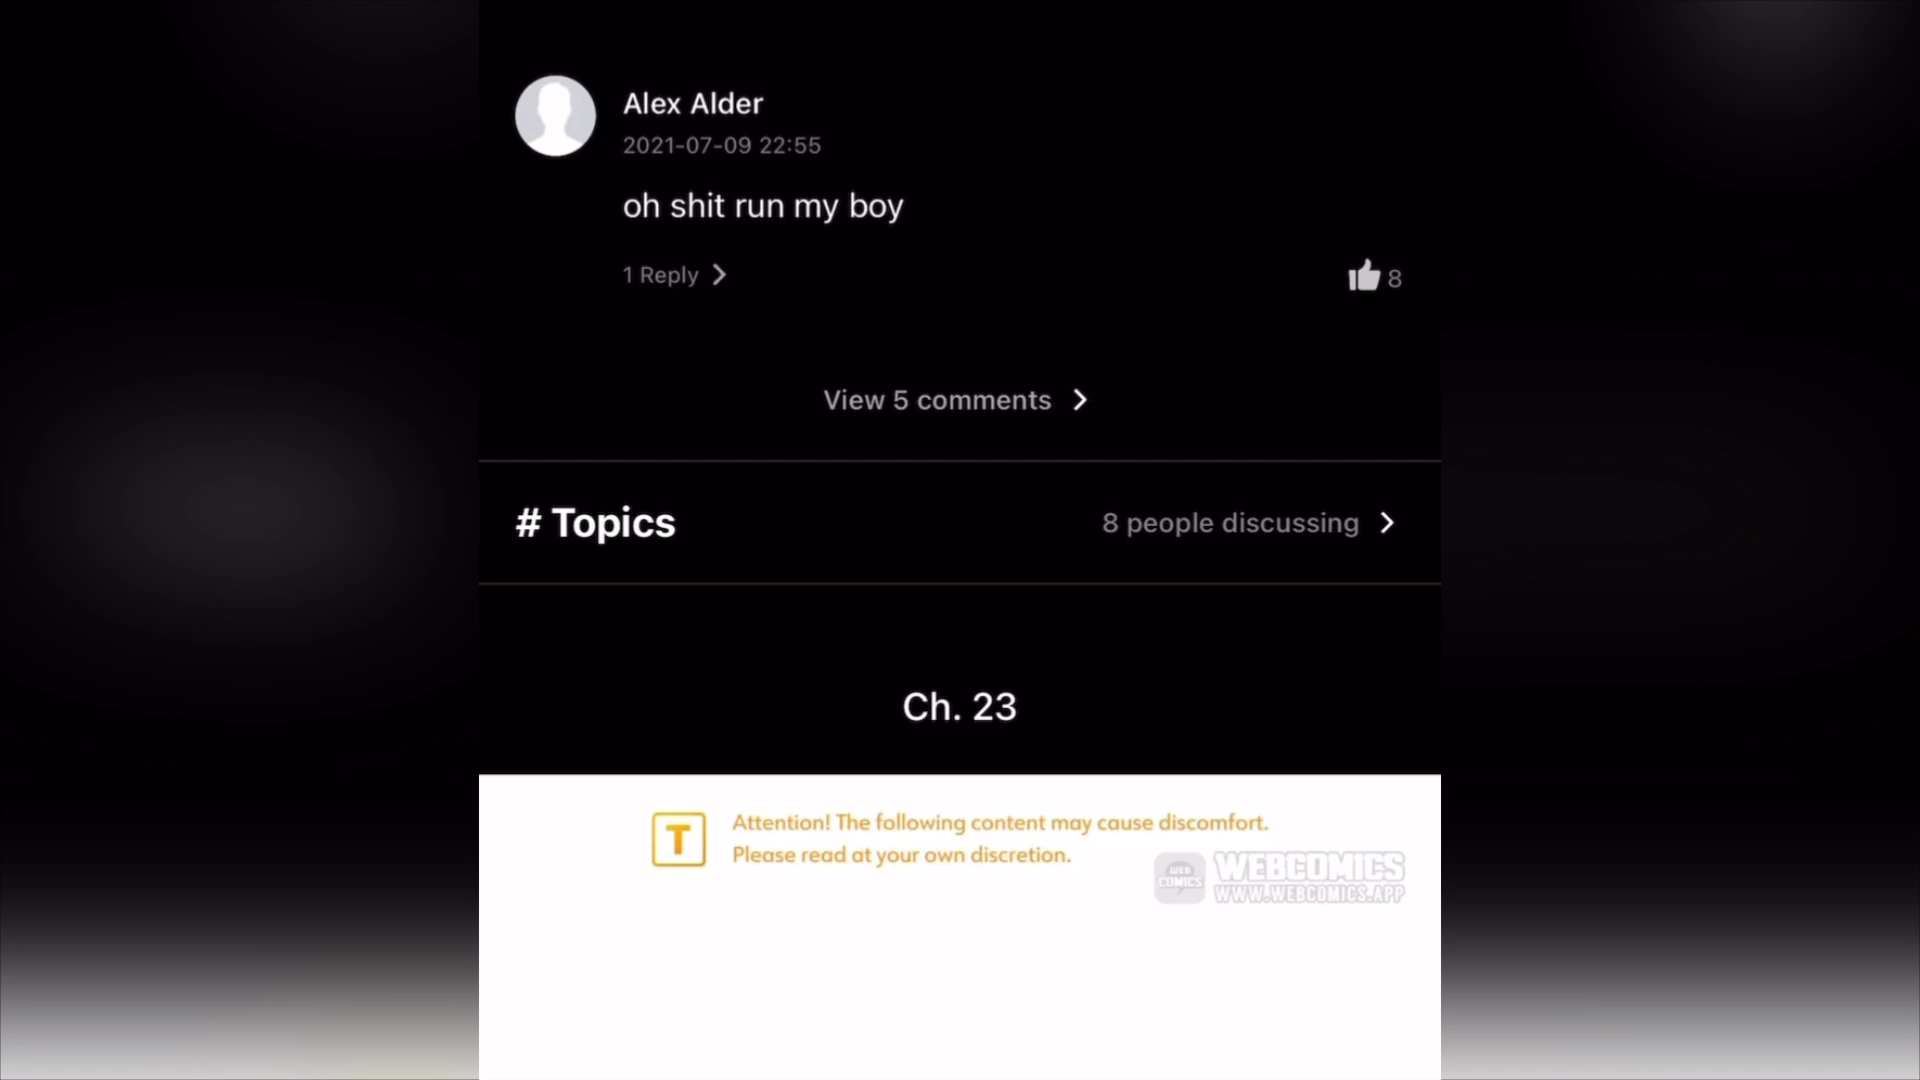 Alex Alder
2021-07-09 22:55
oh shit run my boy
1 Reply
8
View 5 comments
# Topics
8 people discussing
Ch. 23
T
Attention! The following content may cause discomfort.
Please read at your own discretion.
WEB
COMICS
WEBCOMICS
WWW.WEBCOMICS.APP